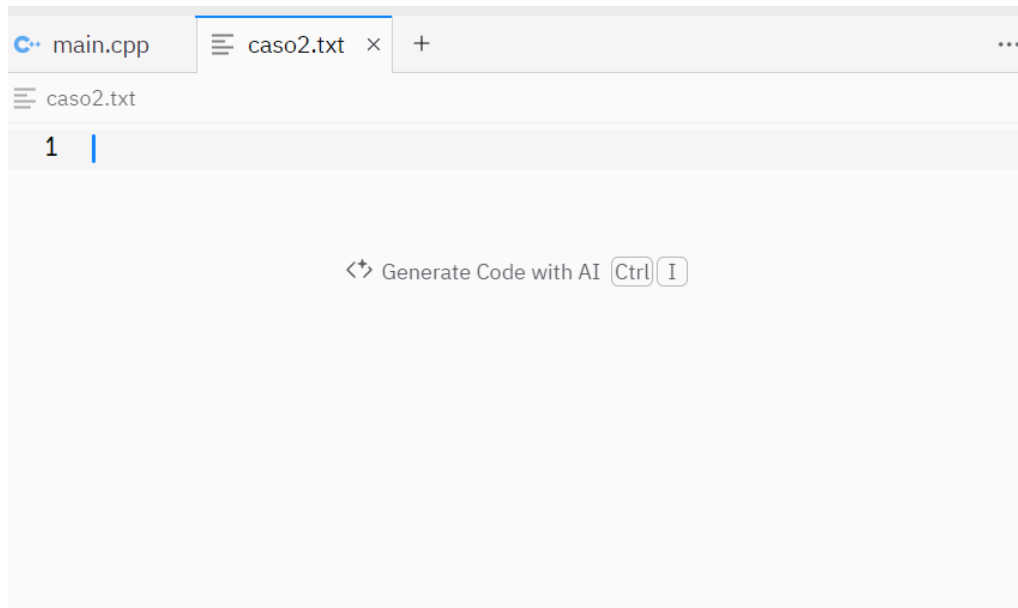 C++ main.cpp caso2.txt × + ...
caso2.txt
1
Generate Code with AI Ctrl I